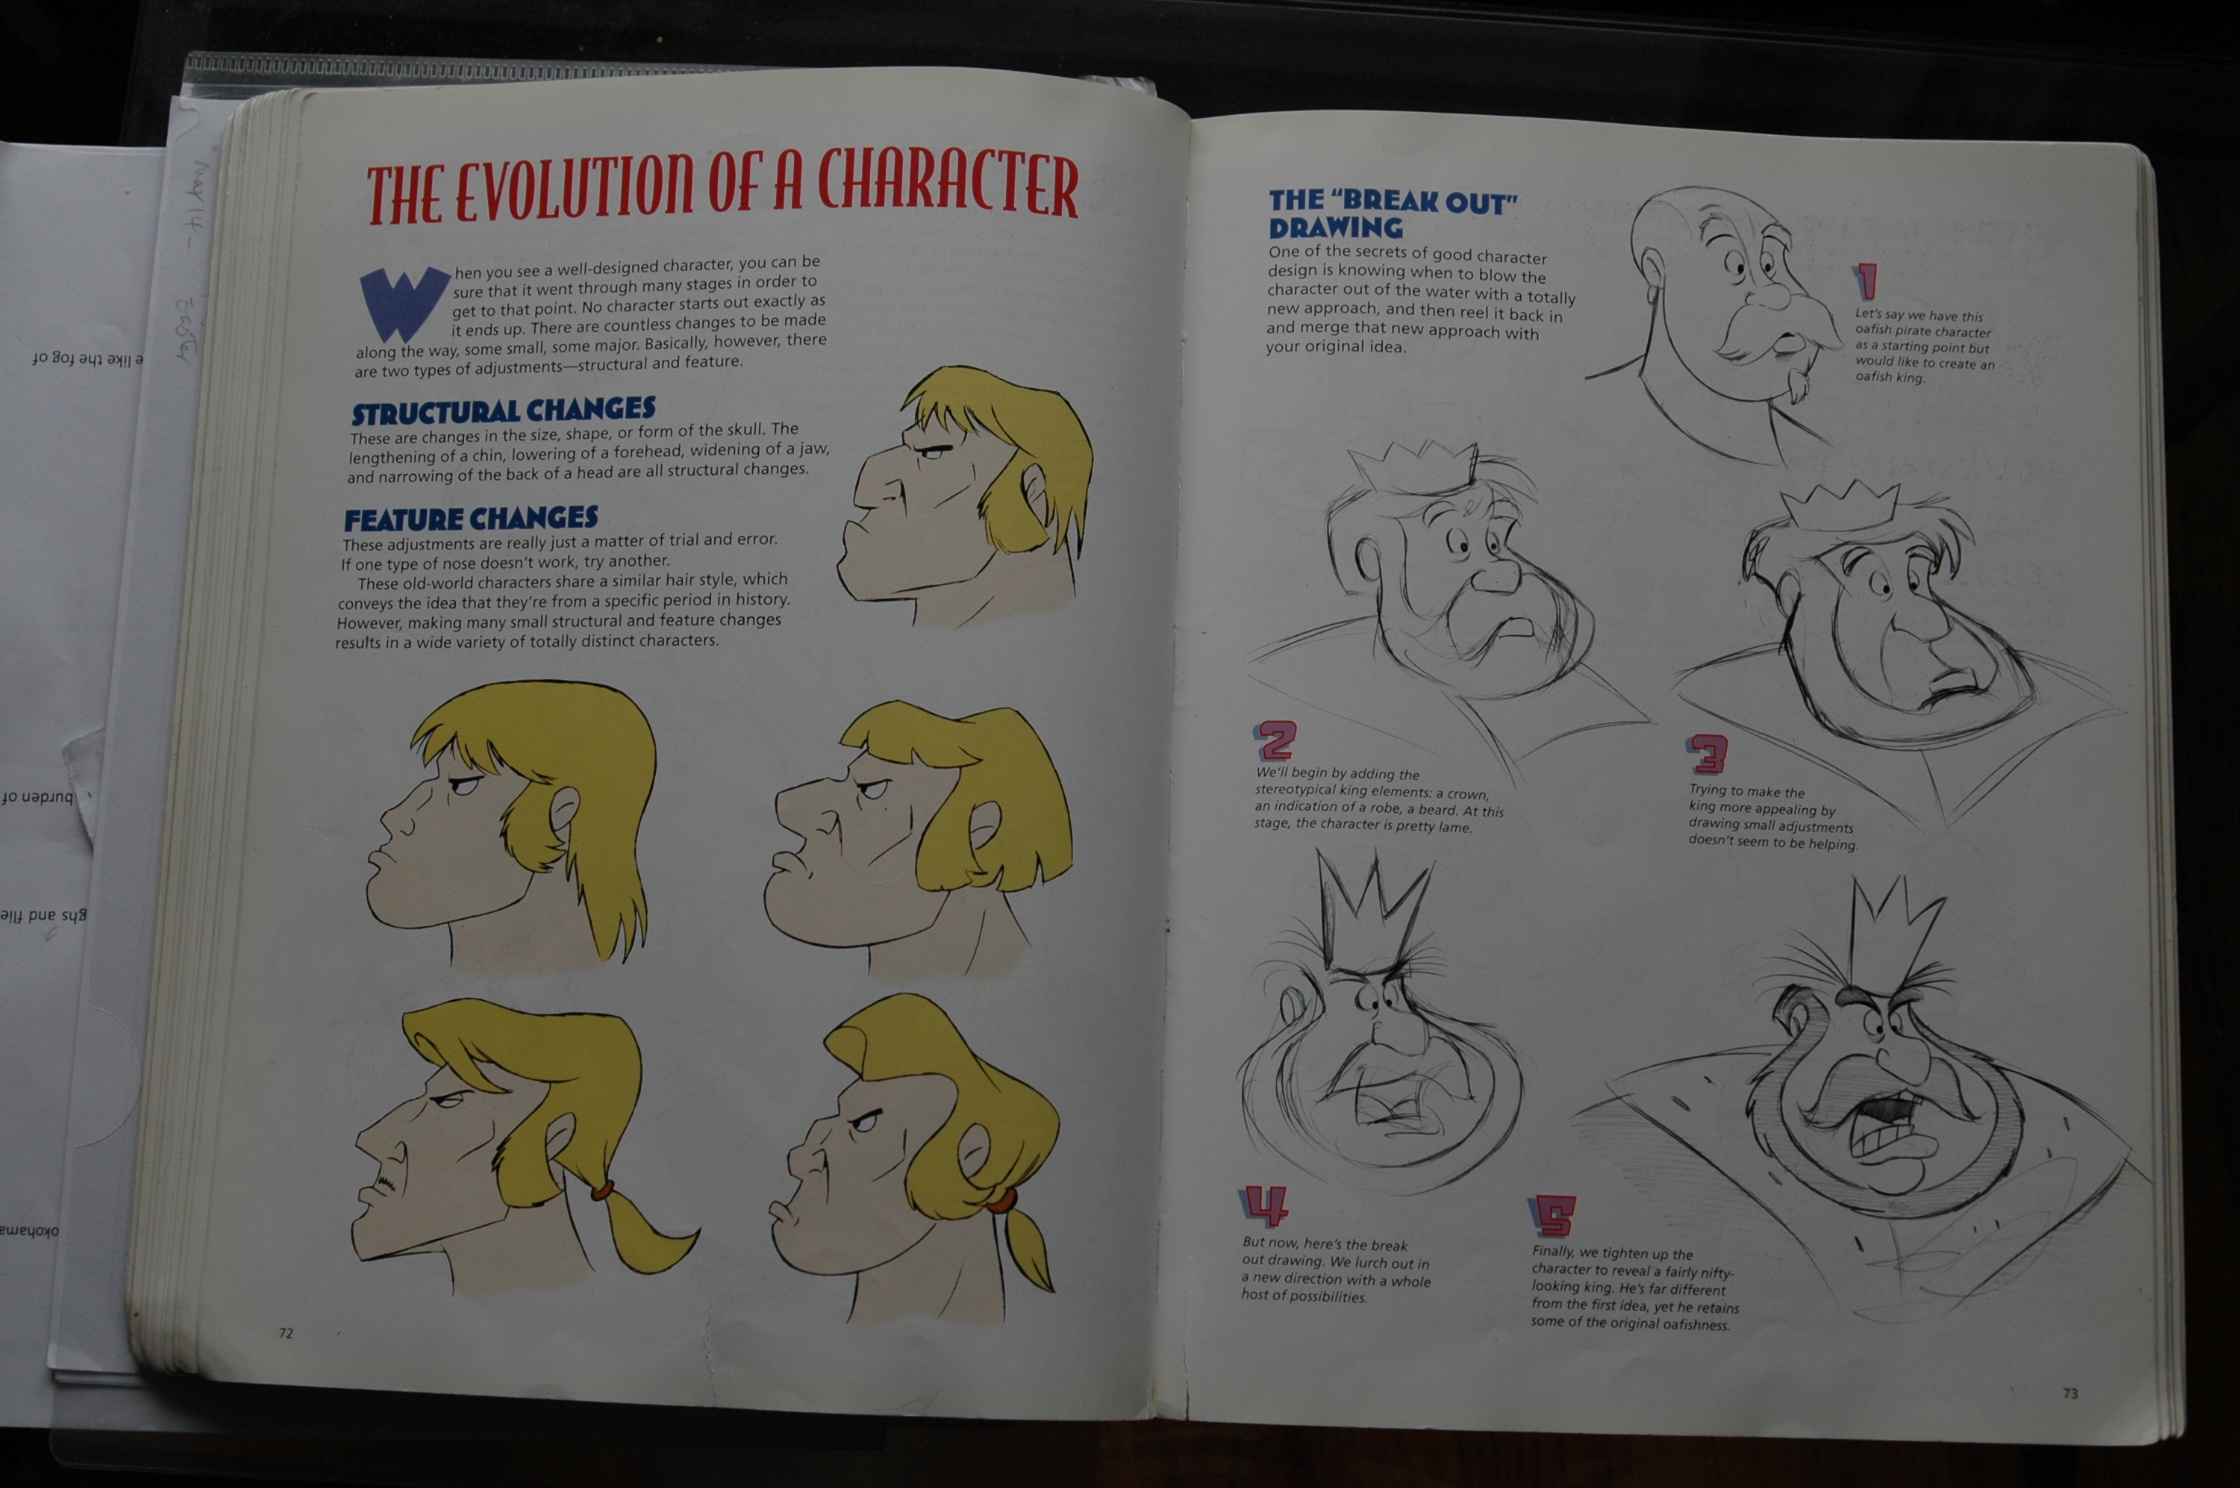 THE EVOLUTION OF A CHARACTER
When you see a well-designed character, you can be
sure that it went through many stages in order to
get to that point. No character starts out exactly as
it ends up. There are countless changes to be made
along the way, some small, some major. Basically, however, there
are two types of adjustments—structural and feature.
STRUCTURAL CHANGES
These are changes in the size, shape, or form of the skull. The
lengthening of a chin, lowering of a forehead, widening of a jaw,
and narrowing of the back of a head are all structural changes.
FEATURE CHANGES
These adjustments are really just a matter of trial and error.
If one type of nose doesn't work, try another.
These old-world characters share a similar hair style, which
conveys the idea that they're from a specific period in history.
However, making many small structural and feature changes
results in a wide variety of totally distinct characters.
72
THE "BREAK OUT"
DRAWING
One of the secrets of good character
design is knowing when to blow the
character out of the water with a totally
new approach, and then reel it back in
and merge that new approach with
your original idea.
1
Let's say we have this
oafish pirate character
as a starting point but
would like to create an
oafish king.
2
We'll begin by adding the
stereotypical king elements: a crown,
an indication of a robe, a beard. At this
stage, the character is pretty lame.
3
Trying to make the
king more appealing by
drawing small adjustments
doesn't seem to be helping.
4
But now, here's the break
out drawing. We lurch out in
a new direction with a whole
host of possibilities.
5
Finally, we tighten up the
character to reveal a fairly nifty-
looking king. He's far different
from the first idea, yet he retains
some of the original oafishness.
73
e like the fog of
burden of
ghs and flie
okohama